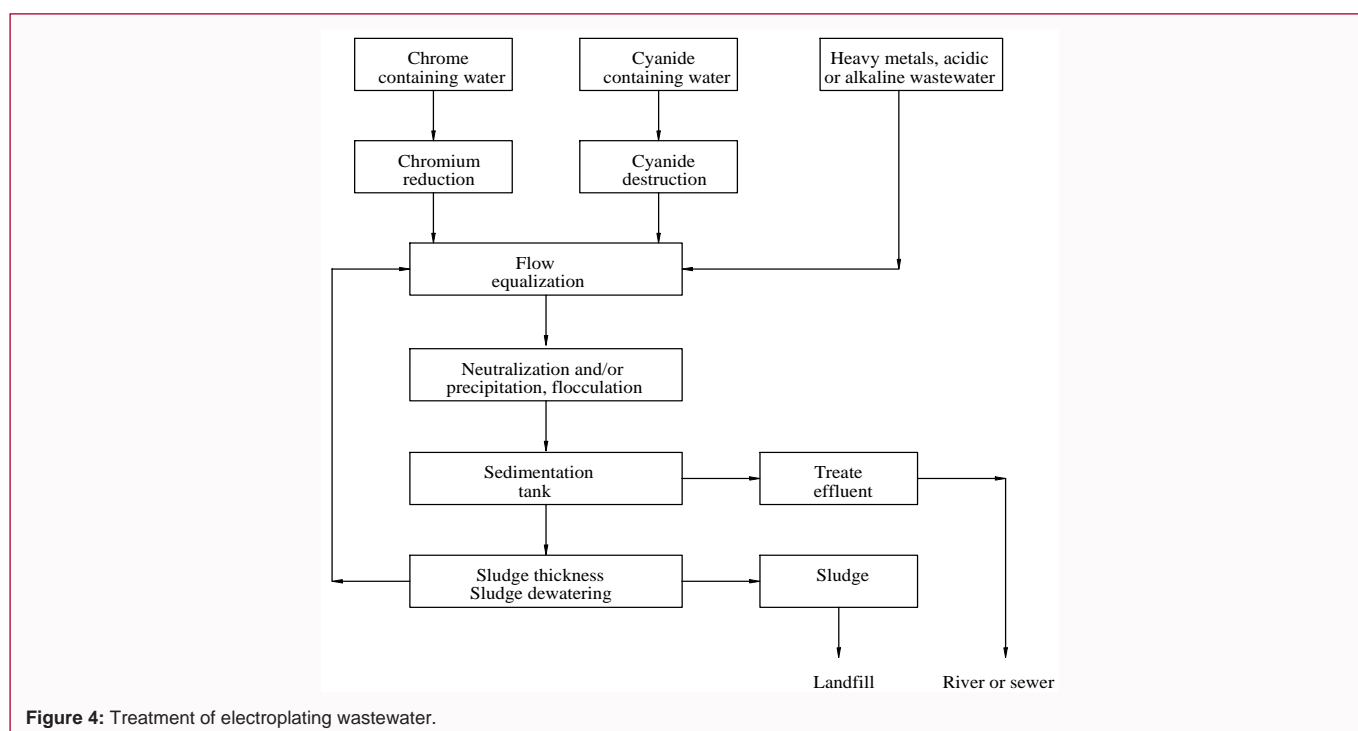 Chrome
containing water
Cyanide
containing water
Heavy metals, acidic
or alkaline wastewater
Chromium
reduction
Cyanide
destruction
Flow
equalization
Neutralization and/or
precipitation, flocculation
Sedimentation
tank
Treate
effluent
Sludge thickness
Sludge dewatering
Sludge
Landfill
River or sewer
Figure 4: Treatment of electroplating wastewater.